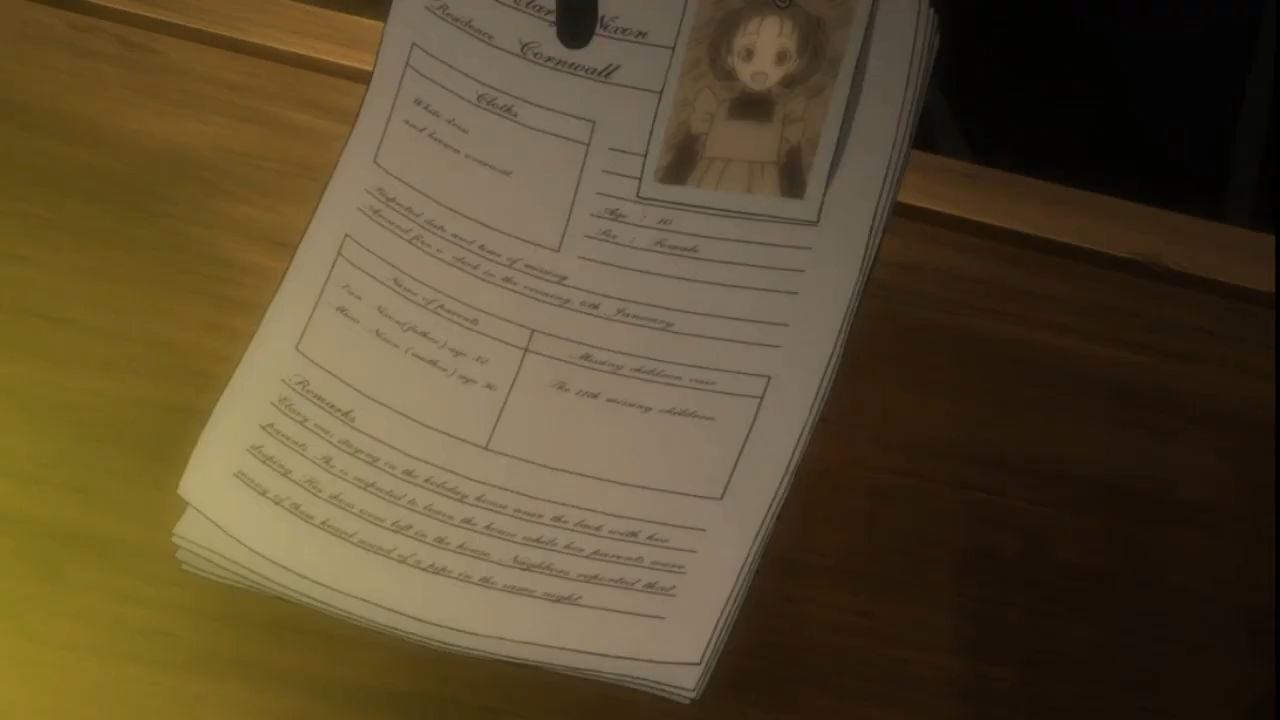 Clary Nixon
Residence Cornwall
Cloths
White dress
and brown overcoat
Age : 10
Sex : Female
Suspected date and time of missing
Around five o' clock in the evening, 6th January
Name of parents
Nixon (father) age 32
Nixon (mother) age 30
Missing children case
The 11th missing children
Remarks
Clary was staying in the holiday house near the lack with her
parents. She is suspected to leave the house while her parents were
sleeping. Her shoes were left in the house. Neighbors reported that
many of them heard sound of a pipe in the same night